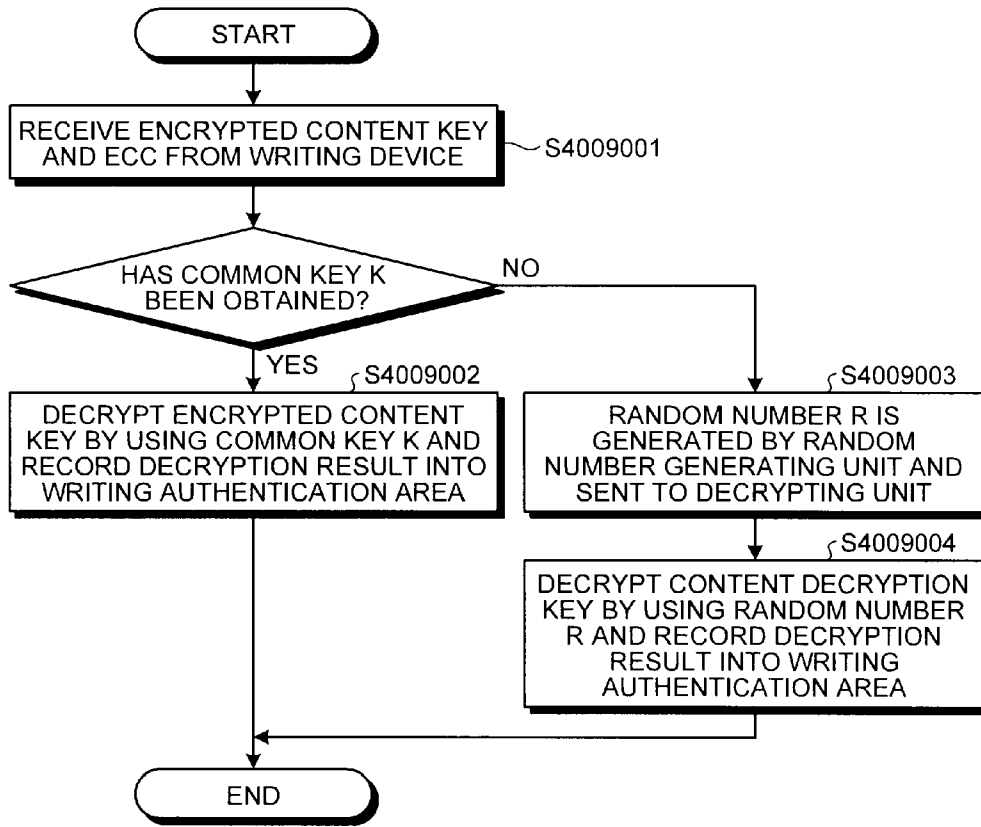 START
RECEIVE ENCRYPTED CONTENT KEY
AND ECC FROM WRITING DEVICE
S4009001
HAS COMMON KEY K
BEEN OBTAINED?
NO
YES
S4009002
DECRYPT ENCRYPTED CONTENT
KEY BY USING COMMON KEY K AND
RECORD DECRYPTION RESULT INTO
WRITING AUTHENTICATION AREA
S4009003
RANDOM NUMBER R IS
GENERATED BY RANDOM
NUMBER GENERATING UNIT AND
SENT TO DECRYPTING UNIT
S4009004
DECRYPT CONTENT DECRYPTION
KEY BY USING RANDOM NUMBER
R AND RECORD DECRYPTION
RESULT INTO WRITING
AUTHENTICATION AREA
END